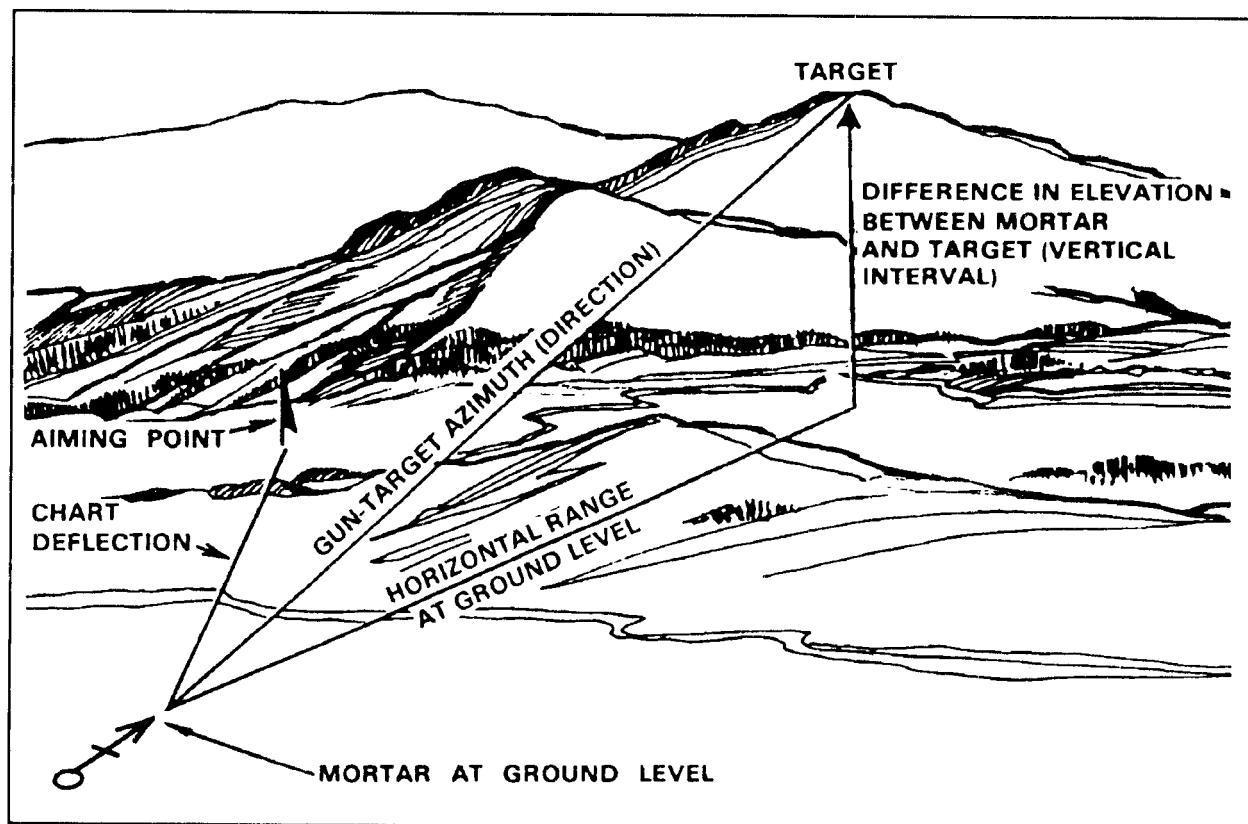 TARGET
DIFFERENCE IN ELEVATION =
BETWEEN MORTAR
AND TARGET (VERTICAL
INTERVAL)
GUN-TARGET AZIMUTH (DIRECTION)
AIMING POINT
CHART
DEFLECTION
HORIZONTAL RANGE
AT GROUND LEVEL
MORTAR AT GROUND LEVEL